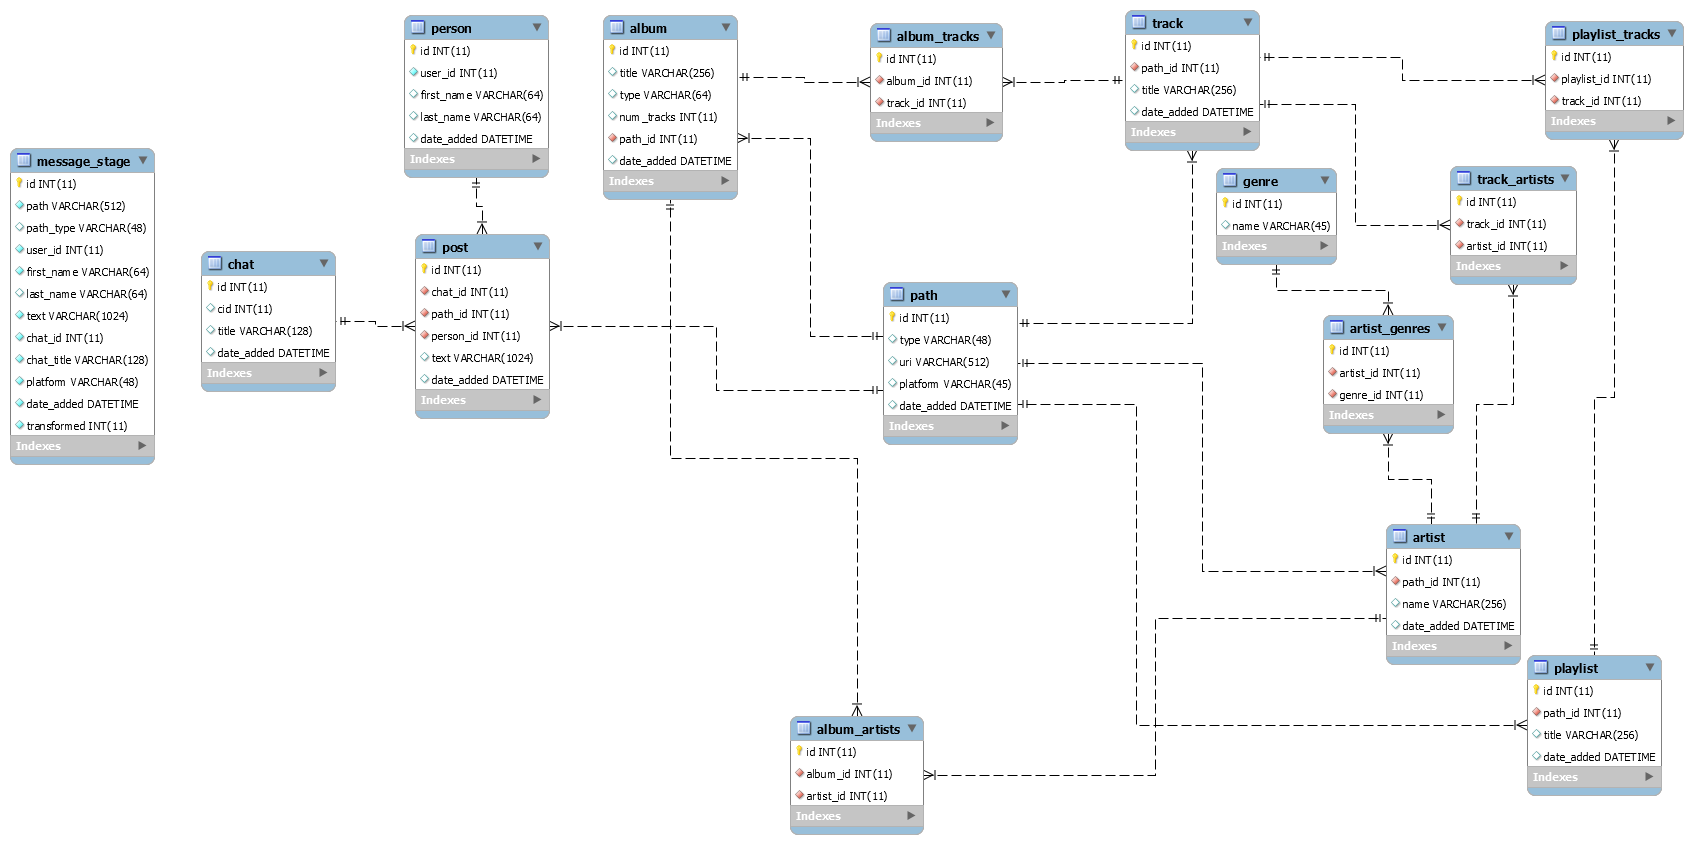 person
id INT(11)
user_id INT(11)
first_name VARCHAR(64)
last_name VARCHAR(64)
date_added DATETIME
Indexes
album
id INT(11)
title VARCHAR(256)
type VARCHAR(64)
num_tracks INT(11)
path_id INT(11)
date_added DATETIME
Indexes
album_tracks
id INT(11)
album_id INT(11)
track_id INT(11)
Indexes
track
id INT(11)
path_id INT(11)
title VARCHAR(256)
date_added DATETIME
Indexes
playlist_tracks
id INT(11)
playlist_id INT(11)
track_id INT(11)
Indexes
message_stage
id INT(11)
path VARCHAR(512)
path_type VARCHAR(48)
user_id INT(11)
first_name VARCHAR(64)
last_name VARCHAR(64)
text VARCHAR(1024)
chat_id INT(11)
chat_title VARCHAR(128)
platform VARCHAR(48)
date_added DATETIME
transformed INT(11)
Indexes
chat
id INT(11)
cid INT(11)
title VARCHAR(128)
date_added DATETIME
Indexes
post
id INT(11)
chat_id INT(11)
path_id INT(11)
person_id INT(11)
text VARCHAR(1024)
date_added DATETIME
Indexes
path
id INT(11)
type VARCHAR(48)
uri VARCHAR(512)
platform VARCHAR(45)
date_added DATETIME
Indexes
genre
id INT(11)
name VARCHAR(45)
Indexes
track_artists
id INT(11)
track_id INT(11)
artist_id INT(11)
Indexes
artist_genres
id INT(11)
artist_id INT(11)
genre_id INT(11)
Indexes
artist
id INT(11)
path_id INT(11)
name VARCHAR(256)
date_added DATETIME
Indexes
playlist
id INT(11)
path_id INT(11)
title VARCHAR(256)
date_added DATETIME
Indexes
album_artists
id INT(11)
album_id INT(11)
artist_id INT(11)
Indexes